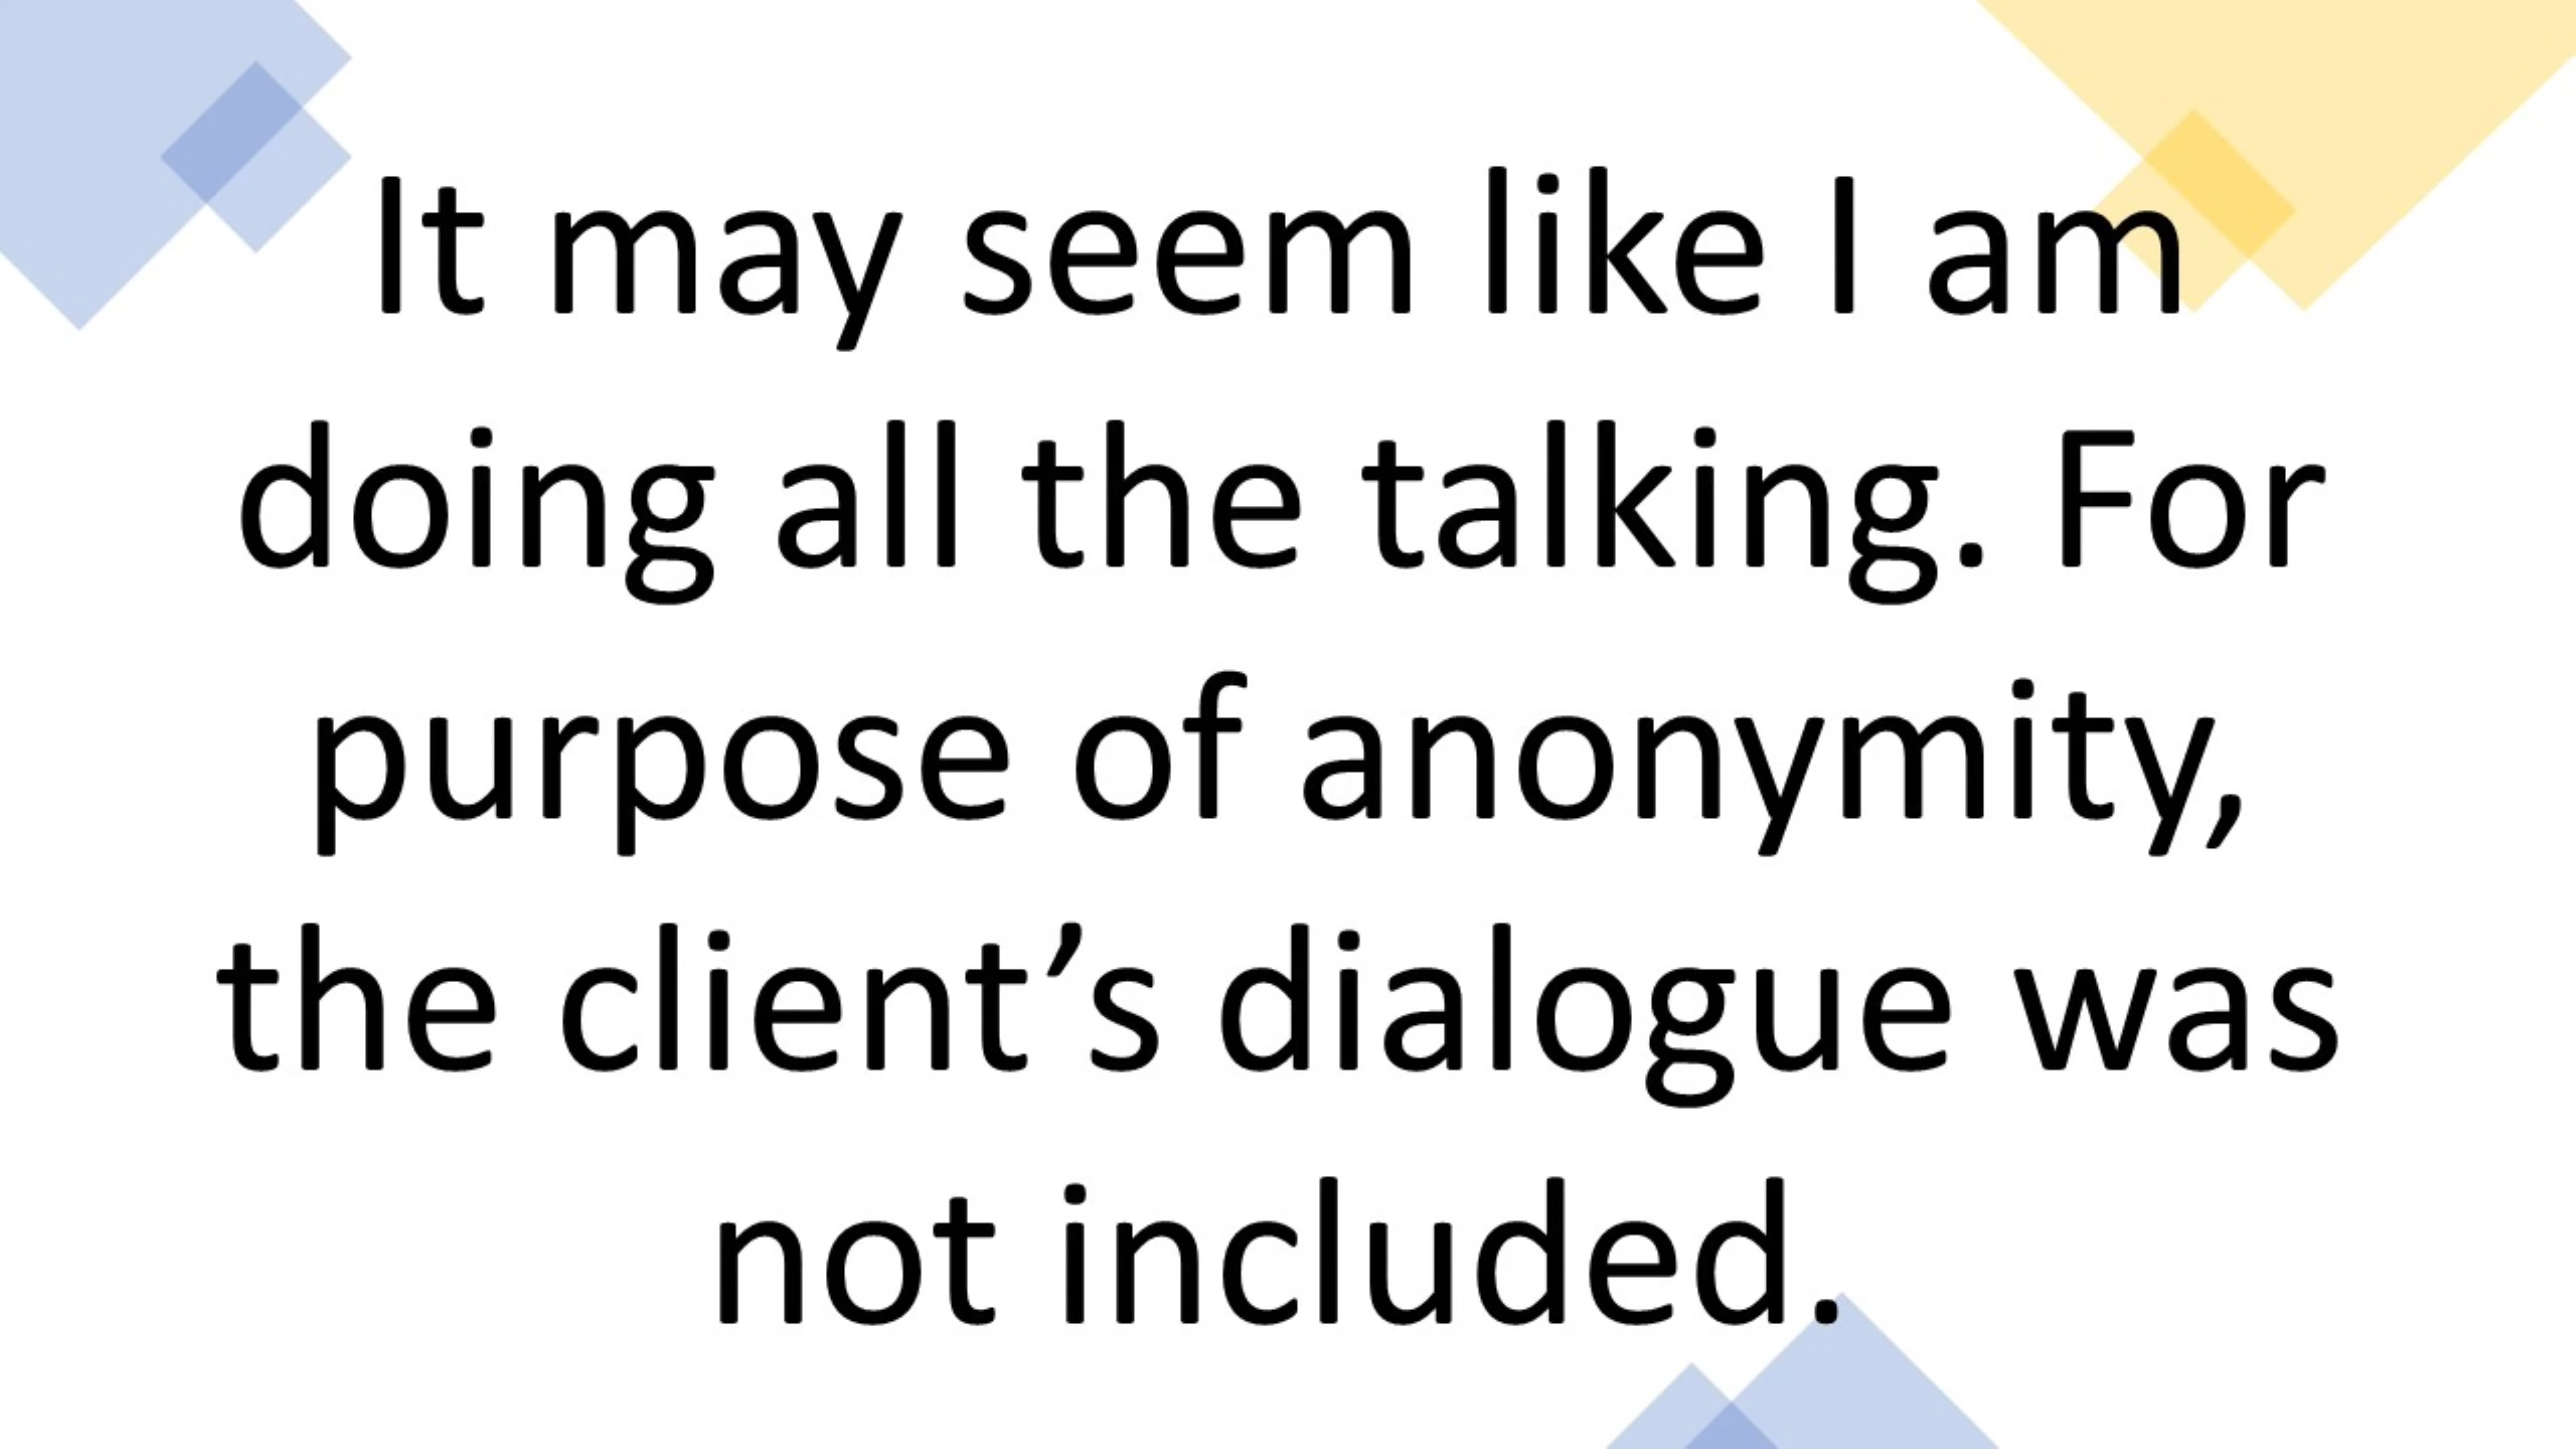 It may seem like I am
doing all the talking. For
purpose of anonymity,
the client’s dialogue was
not included.